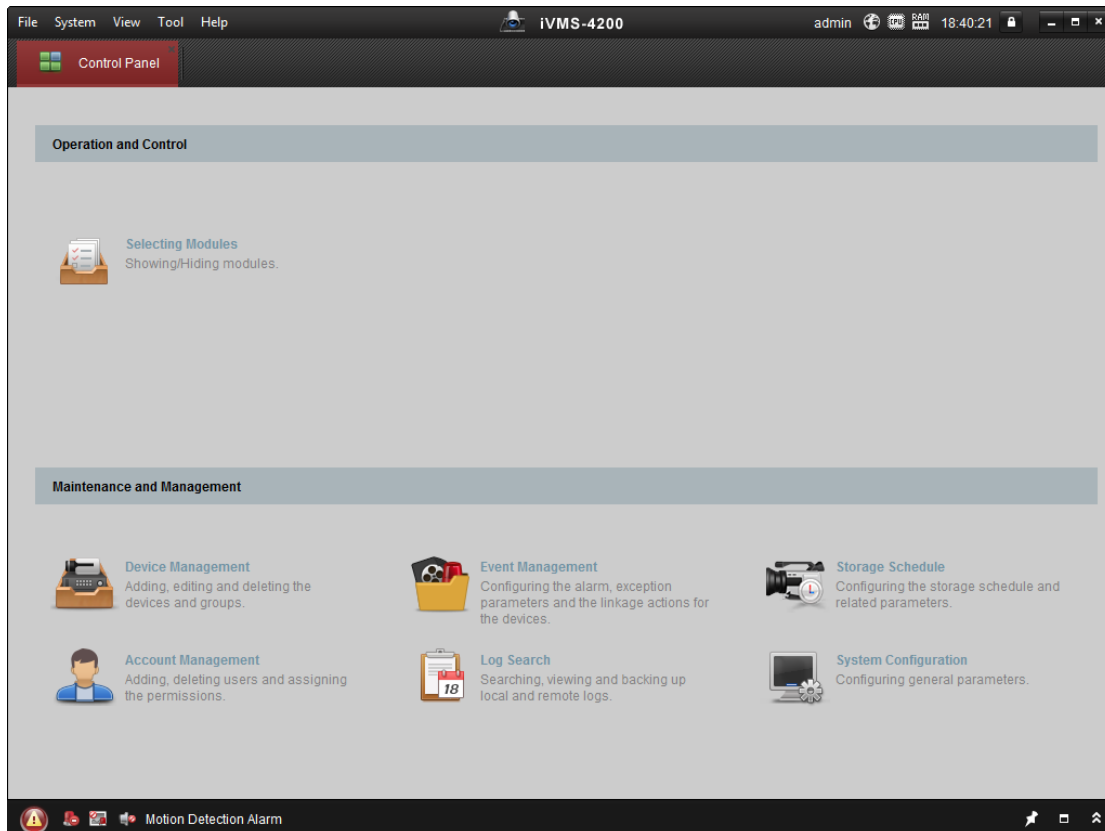 File System View Tool Help iVMS-4200 admin CPU RAM 18:40:21
Control Panel
Operation and Control
Selecting Modules
Showing/Hiding modules.
Maintenance and Management
Device Management
Adding, editing and deleting the
devices and groups.
Event Management
Configuring the alarm, exception
parameters and the linkage actions for
the devices.
Storage Schedule
Configuring the storage schedule and
related parameters.
Account Management
Adding, deleting users and assigning
the permissions.
18
Log Search
Searching, viewing and backing up
local and remote logs.
System Configuration
Configuring general parameters.
Motion Detection Alarm